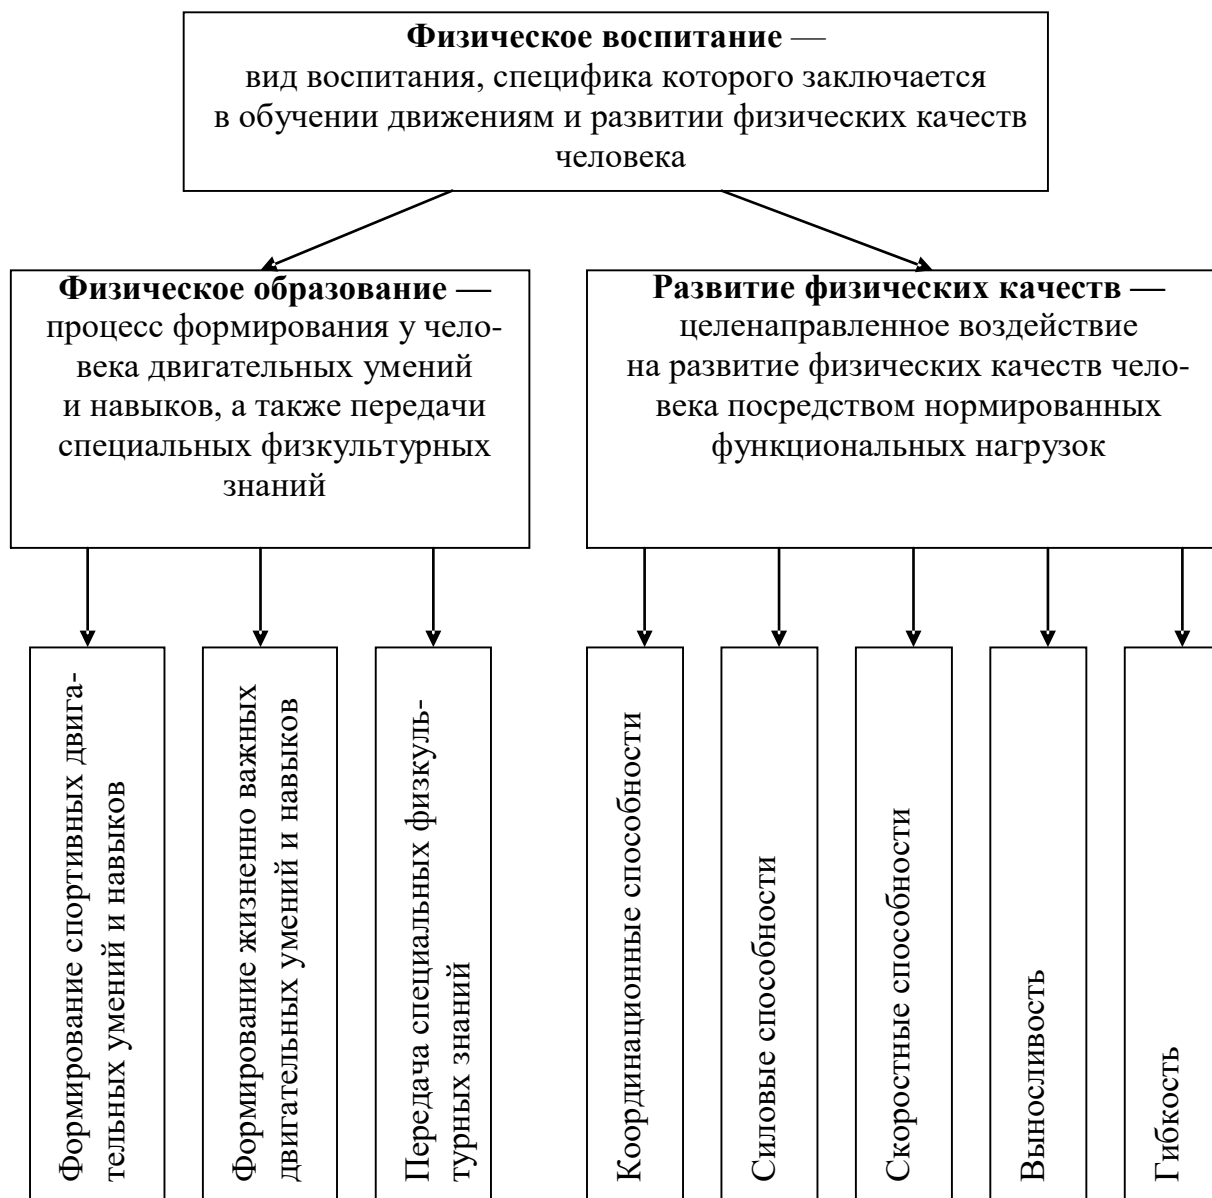 Физическое воспитание —
вид воспитания, специфика которого заключается
в обучении движениям и развитии физических качеств
человека
Физическое образование —
процесс формирования у чело-
века двигательных умений
и навыков, а также передачи
специальных физкультурных
знаний
Развитие физических качеств —
целенаправленное воздействие
на развитие физических качеств чело-
века посредством нормированных
функциональных нагрузок
Формирование спортивных двига-
тельных умений и навыков
Формирование жизненно важных
двигательных умений и навыков
Передача специальных физкуль-
турных знаний
Координационные способности
Силовые способности
Скоростные способности
Выносливость
Гибкость